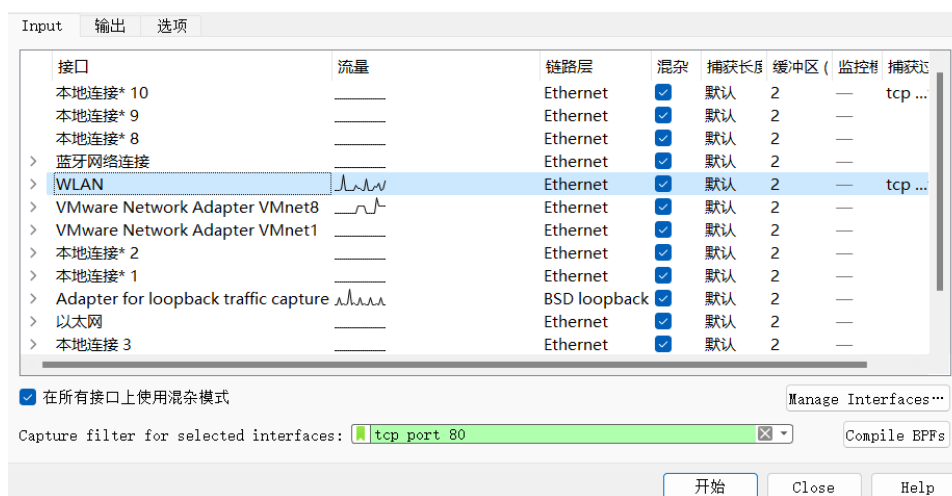 Input 输出 选项
接口 流量 链路层 混杂 捕获长度 缓冲区 ( 监控模 捕获过
本地连接* 10 Ethernet 默认 2 — tcp ...
本地连接* 9 Ethernet 默认 2 —
本地连接* 8 Ethernet 默认 2 —
蓝牙网络连接 Ethernet 默认 2 —
WLAN Ethernet 默认 2 — tcp ...
VMware Network Adapter VMnet8 Ethernet 默认 2 —
VMware Network Adapter VMnet1 Ethernet 默认 2 —
本地连接* 2 Ethernet 默认 2 —
本地连接* 1 Ethernet 默认 2 —
Adapter for loopback traffic capture BSD loopback 默认 2 —
以太网 Ethernet 默认 2 —
本地连接 3 Ethernet 默认 2 —
在所有接口上使用混杂模式 Manage Interfaces…
Capture filter for selected interfaces: tcp port 80 Compile BPFs
开始 Close Help